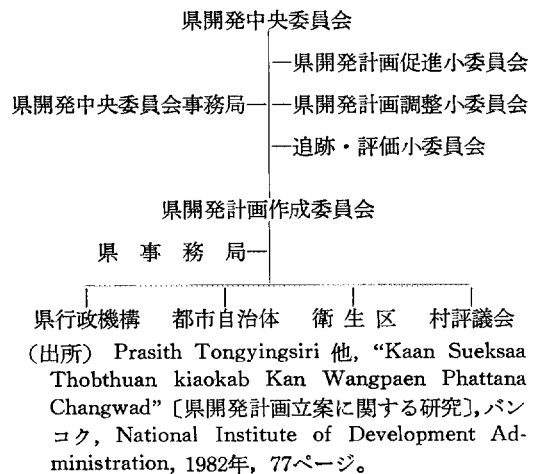 県開発中央委員会
県開発計画促進小委員会
県開発中央委員会事務局 県開発計画調整小委員会
追跡・評価小委員会
県開発計画作成委員会
県事務局
県行政機構 都市自治体 衛生区 村評議会
(出所) Prasith Tongyingsiri 他, “Kaan Sueksaa
Thobthuan kiaokab Kan Wangpaen Phattana
Changwad”〔県開発計画立案に関する研究〕, バン
コク, National Institute of Development Ad-
ministration, 1982年, 77ページ。